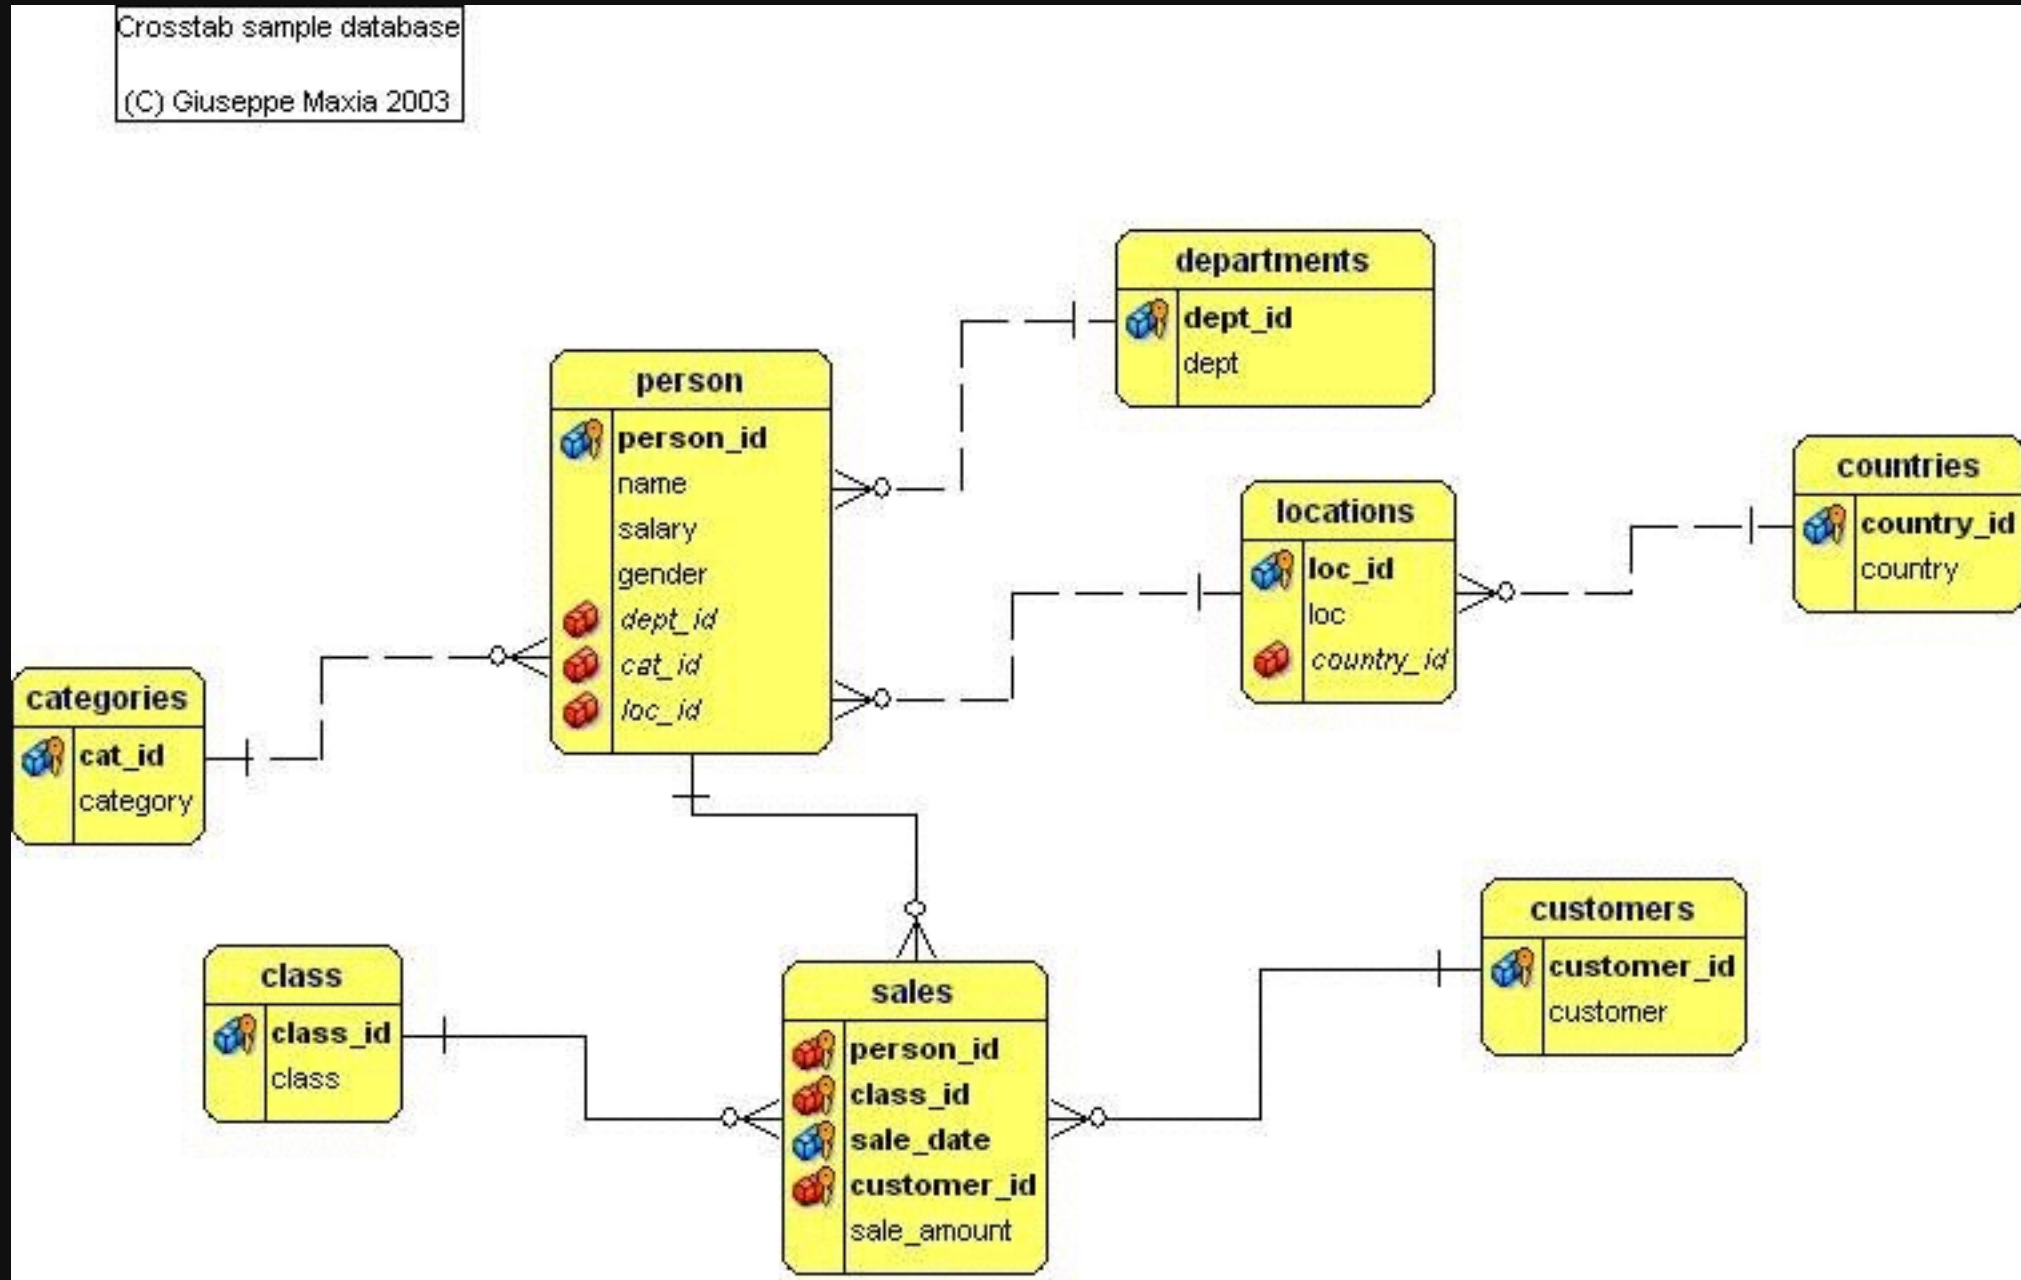 Crosstab sample database
(C) Giuseppe Maxia 2003
departments
dept_id
dept
person
person_id
name
salary
gender
dept_id
cat_id
loc_id
countries
country_id
country
locations
loc_id
loc
country_id
categories
cat_id
category
customers
customer_id
customer
class
class_id
class
sales
person_id
class_id
sale_date
customer_id
sale_amount